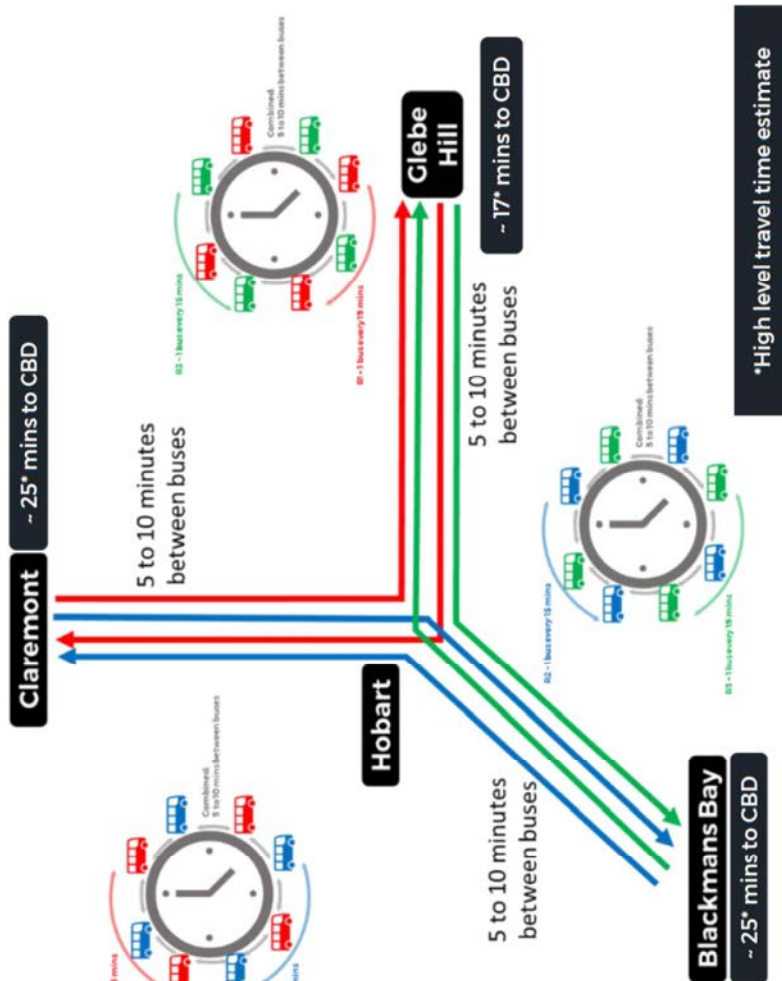 Claremont
~ 25* mins to CBD
5 to 10 minutes
between buses
R3 - 1 bus every 15 mins
Combined:
5 to 10 mins between buses
R1 - 1 bus every 15 mins
Glebe
Hill
~ 17* mins to CBD
5 to 10 minutes
between buses
Hobart
mins
Combined:
5 to 10 mins between buses
mins
5 to 10 minutes
between buses
Blackmans Bay
~ 25* mins to CBD
R2 - 1 bus every 15 mins
Combined:
5 to 10 mins between buses
R3 - 1 bus every 15 mins
*High level travel time estimate